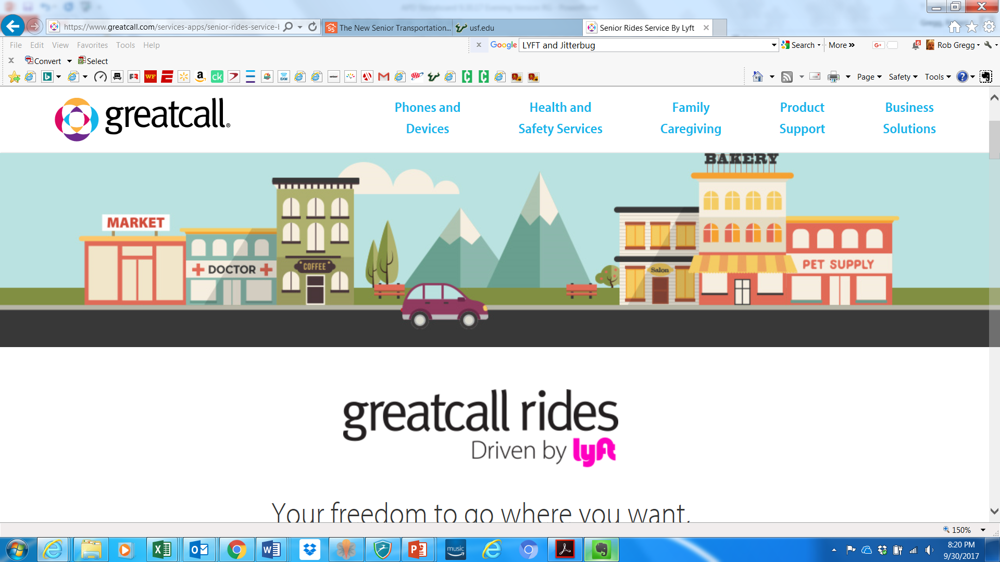 https://www.greatcall.com/services-apps/senior-rides-service-
The New Senior Transportation...
usf.edu
Senior Rides Service By Lyft
File Edit View Favorites Tools Help
Google LYFT and Jitterbug
Search
More »
G+
6
Rob Gregg
Convert
Select
Page
Safety
Tools
greatcall®
Phones and
Devices
Health and
Safety Services
Family
Caregiving
Product
Support
Business
Solutions
BAKERY
MARKET
DOCTOR
COFFEE
Salon
PET SUPPLY
greatcall rides
Driven by lyft
Your freedom to go where you want,
150%
music
8:20 PM
9/30/2017